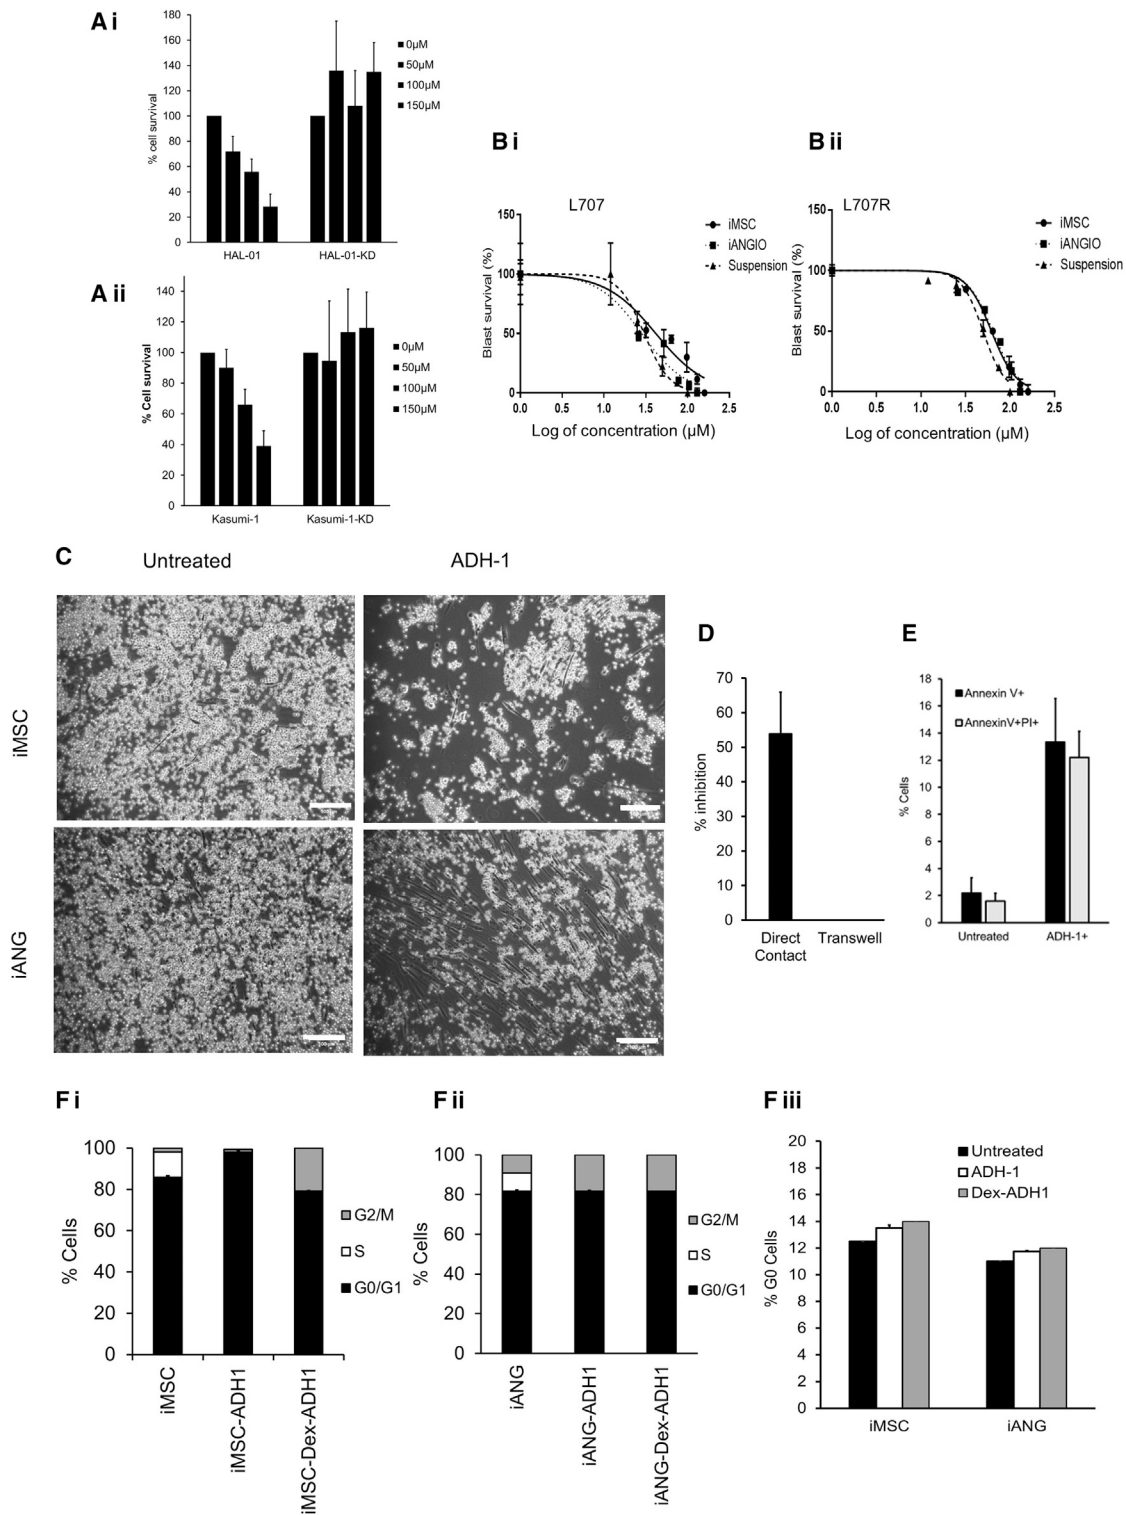 A i
% cell survival
180
160
140
120
100
80
60
40
20
0
HAL-01
HAL-01-KD
0µM
50µM
100µM
150µM
A ii
% Cell survival
140
120
100
80
60
40
20
0
Kasumi-1
Kasumi-1-KD
0µM
50µM
100µM
150µM
B i
L707
Blast survival (%)
150
100
50
0
0.0
0.5
1.0
1.5
2.0
2.5
Log of concentration (µM)
iMSC
iANGIO
Suspension
B ii
L707R
Blast survival (%)
150
100
50
0
0.0
0.5
1.0
1.5
2.0
2.5
Log of concentration (µM)
iMSC
iANGIO
Suspension
C
Untreated
ADH-1
iMSC
iANG
D
% inhibition
70
60
50
40
30
20
10
0
Direct
Contact
Transwell
E
% Cells
18
16
14
12
10
8
6
4
2
0
Annexin V+
AnnexinV+PI+
Untreated
ADH-1+
F i
% Cells
100
80
60
40
20
0
iMSC
iMSC-ADH1
iMSC-Dex-ADH1
G2/M
S
G0/G1
F ii
% Cells
100
80
60
40
20
0
iANG
iANG-ADH1
iANG-Dex-ADH1
G2/M
S
G0/G1
F iii
% G0 Cells
20
18
16
14
12
10
8
6
4
2
0
Untreated
ADH-1
Dex-ADH1
iMSC
iANG